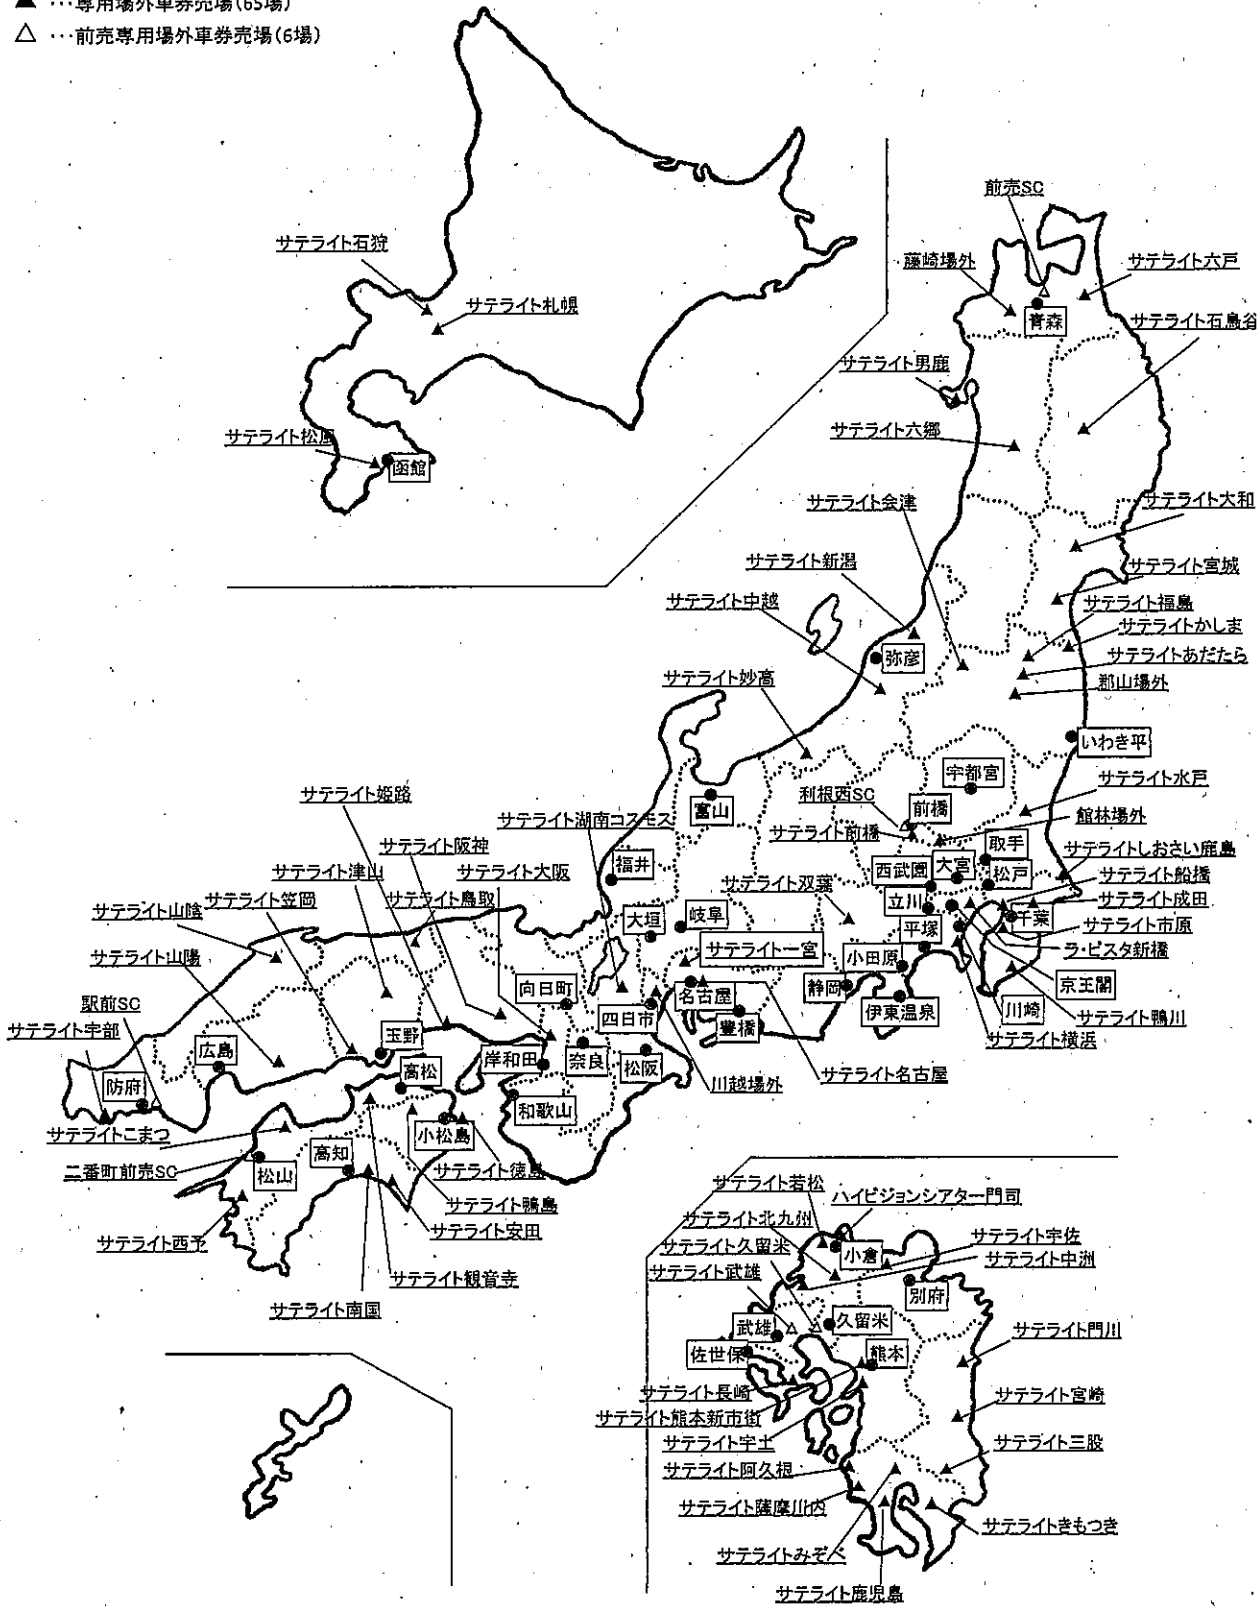 ▲ …専用場外車券売場(65場)
△ …前売専用場外車券売場(6場)
前売SC
サテライト石狩
藤崎場外
サテライト六戸
サテライト札幌
青森
サテライト石鳥谷
サテライト男鹿
サテライト松風
サテライト六郷
函館
サテライト会津
サテライト大和
サテライト新潟
サテライト宮城
サテライト中越
サテライト福島
サテライトかしま
弥彦
サテライトあだたら
サテライト妙高
郡山場外
いわき平
宇都宮
サテライト水戸
サテライト姫路
利根西SC
前橋
富山
館林場外
サテライト湖南コスモス
サテライト前橋
取手
サテライト阪神
サテライトしおさい鹿島
サテライト津山
サテライト大阪
福井
西武園
大宮
松戸
サテライト船橋
サテライト双葉
サテライト笠岡
サテライト鳥取
立川
サテライト成田
サテライト山陰
大垣
岐阜
千葉
サテライト市原
平塚
サテライト一宮
ラ・ピスタ新橋
サテライト山陽
小田原
京王閣
駅前SC
向日町
名古屋
静岡
四日市
豊橋
伊東温泉
川崎
サテライト鴨川
サテライト宇部
玉野
サテライト横浜
広島
岸和田
奈良
松阪
高松
サテライト名古屋
防府
川越場外
和歌山
サテライトこまつ
小松島
高知
二番町前売SC
松山
サテライト徳島
サテライト若松
ハイビジョンシアター門司
サテライト鴨島
サテライト北九州
サテライト安田
サテライト宇佐
サテライト西予
サテライト久留米
小倉
サテライト中洲
サテライト観音寺
サテライト武雄
別府
サテライト南国
武雄
久留米
サテライト門川
佐世保
熊本
サテライト長崎
サテライト宮崎
サテライト熊本新市街
サテライト宇土
サテライト三股
サテライト阿久根
サテライト薩摩川内
サテライトきもつき
サテライトみぞべ
サテライト鹿児島